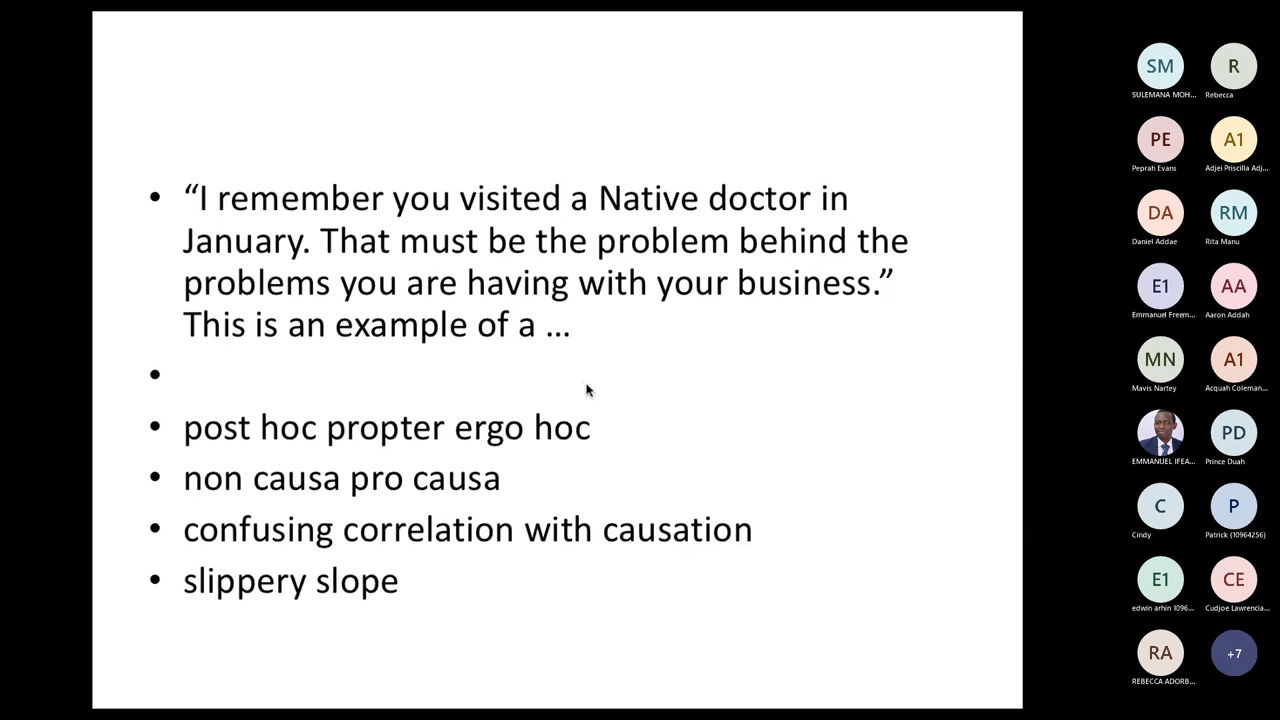 • “I remember you visited a Native doctor in
January. That must be the problem behind the
problems you are having with your business.”
This is an example of a ...
•
• post hoc propter ergo hoc
• non causa pro causa
• confusing correlation with causation
• slippery slope
SM R
SULEMANA MOH... Rebecca
PE A1
Peprah Evans Adjei Priscilla Adj...
DA RM
Daniel Addae Rita Manu
E1 AA
Emmanuel Freem... Aaron Addah
MN A1
Mavis Nartey Acquah Coleman...
PD
EMMANUEL IFEA... Prince Duah
C P
Cindy Patrick (10964256)
E1 CE
edwin arhin 1096... Cudjoe Lawrencia...
RA +7
REBECCA ADORB...